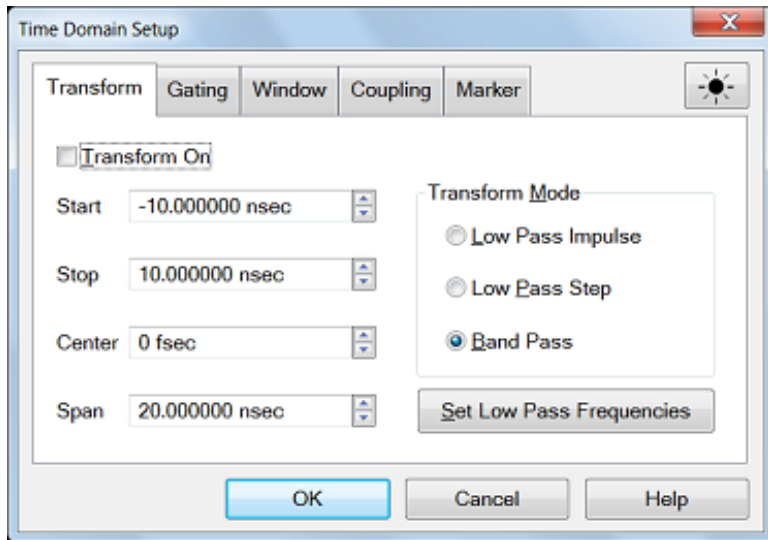 Time Domain Setup
Transform Gating Window Coupling Marker
Transform On
Start -10.000000 nsec
Stop 10.000000 nsec
Center 0 fsec
Span 20.000000 nsec
Transform Mode
Low Pass Impulse
Low Pass Step
Band Pass
Set Low Pass Frequencies
OK Cancel Help